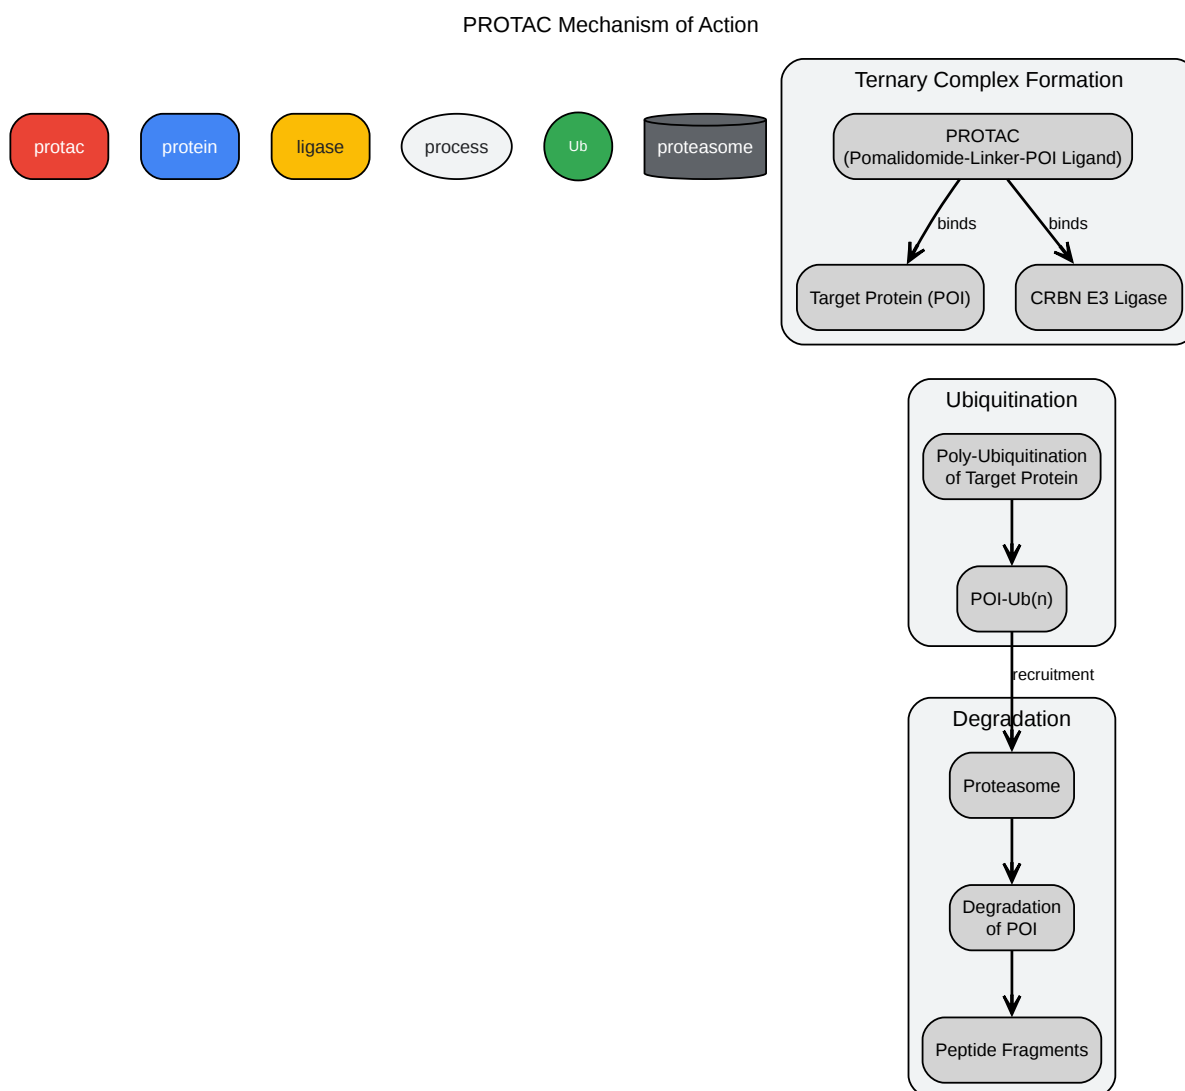 PROTAC Mechanism of Action
Ternary Complex Formation
protac
protein
ligase
process
Ub
proteasome
PROTAC
(Pomalidomide-Linker-POI Ligand)
binds
binds
Target Protein (POI)
CRBN E3 Ligase
Ubiquitination
Poly-Ubiquitination
of Target Protein
POI-Ub(n)
recruitment
Degradation
Proteasome
Degradation
of POI
Peptide Fragments